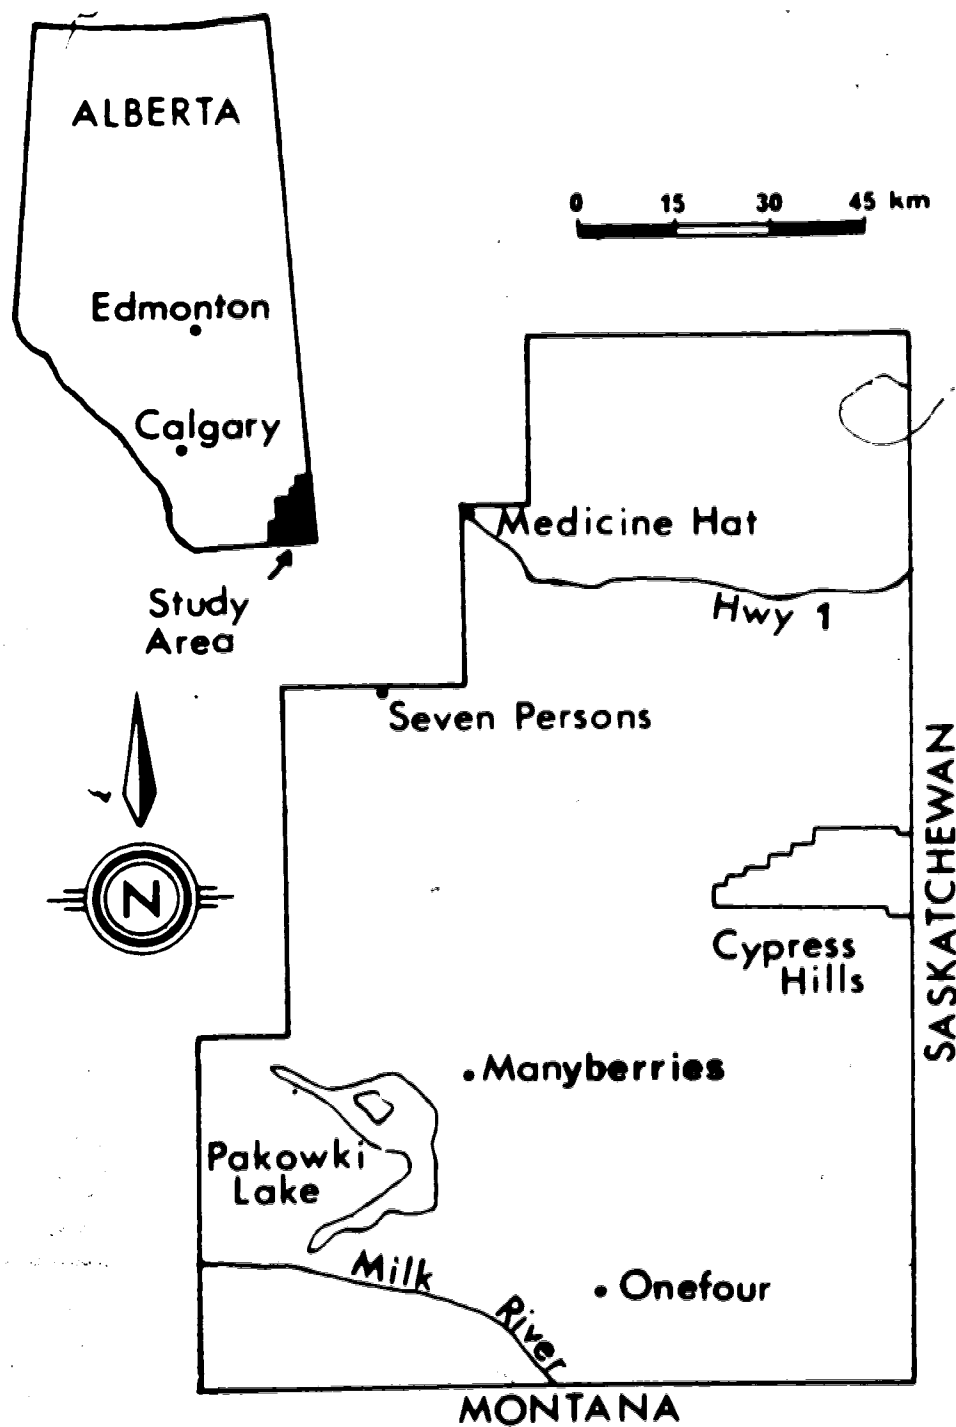 ALBERTA
0 15 30 45 km
Edmonton
Calgary
Medicine Hat
Study
Area
Hwy 1
Seven Persons
SASKATCHEWAN
N
Cypress
Hills
Manyberries
Pakowki
Lake
Milk
River
Onefour
MONTANA